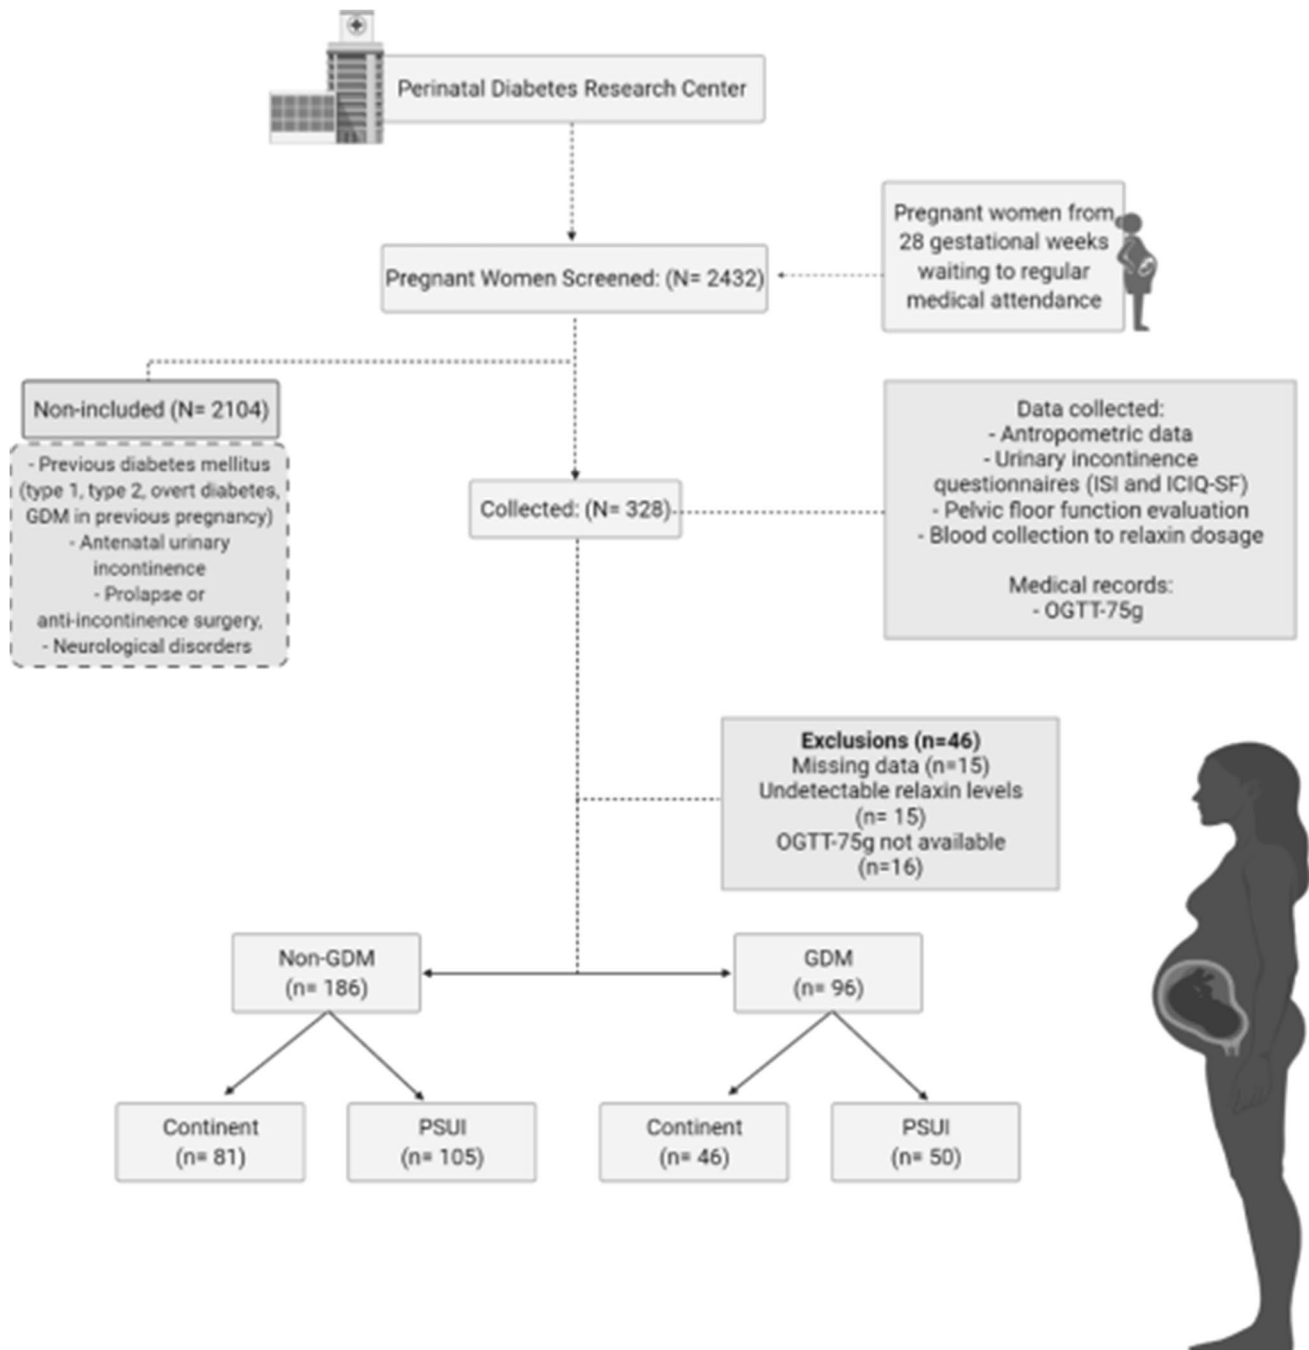 Perinatal Diabetes Research Center
Pregnant women from
28 gestational weeks
waiting to regular
medical attendance
Pregnant Women Screened: (N= 2432)
Non-included (N= 2104)
- Previous diabetes mellitus
(type 1, type 2, overt diabetes,
GDM in previous pregnancy)
- Antenatal urinary
incontinence
- Prolapse or
anti-incontinence surgery,
- Neurological disorders
Collected: (N= 328)
Data collected:
- Antropometric data
- Urinary incontinence
questionnaires (ISI and ICIQ-SF)
- Pelvic floor function evaluation
- Blood collection to relaxin dosage
Medical records:
- OGTT-75g
Exclusions (n=46)
Missing data (n=15)
Undetectable relaxin levels
(n= 15)
OGTT-75g not available
(n=16)
Non-GDM
(n= 186)
GDM
(n= 96)
Continent
(n= 81)
PSUI
(n= 105)
Continent
(n= 46)
PSUI
(n= 50)